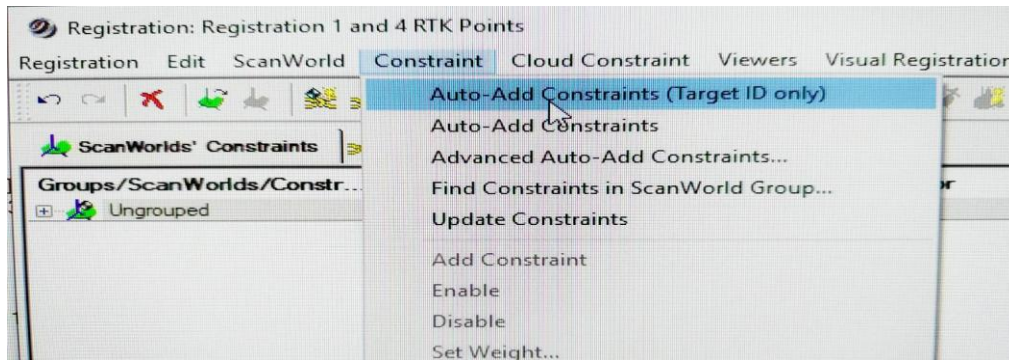 Registration: Registration 1 and 4 RTK Points
Registration Edit ScanWorld Constraint Cloud Constraint Viewers Visual Registration
Auto-Add Constraints (Target ID only)
Auto-Add Constraints
ScanWorlds' Constraints
Advanced Auto-Add Constraints...
Groups/ScanWorlds/Constr...
Find Constraints in ScanWorld Group...
Ungrouped
Update Constraints
Add Constraint
Enable
Disable
Set Weight...